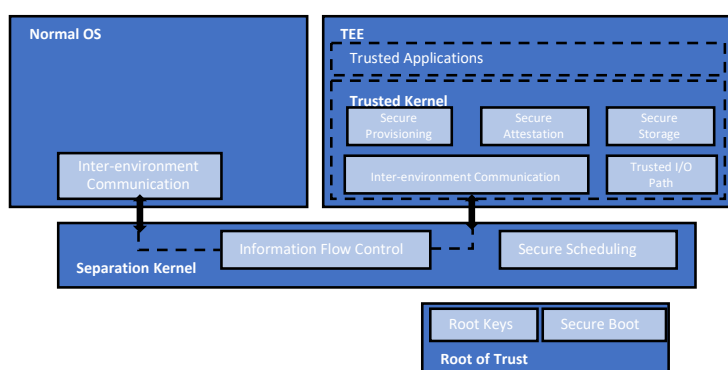 Normal OS
Inter-environment
Communication
TEE
Trusted Applications
Trusted Kernel
Secure
Provisioning
Secure
Attestation
Secure
Storage
Inter-environment Communication
Trusted I/O
Path
Information Flow Control
Secure Scheduling
Separation Kernel
Root Keys
Secure Boot
Root of Trust